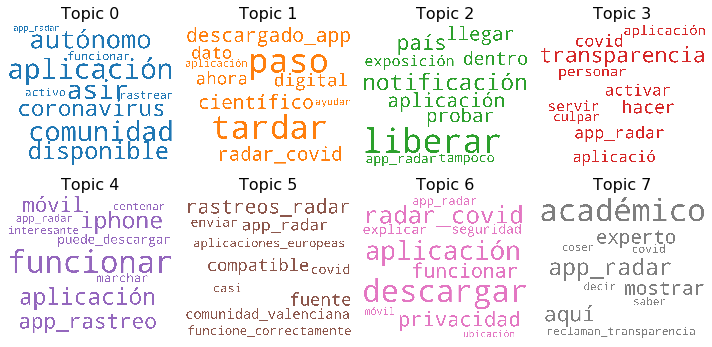 Topic 0
app_radar
autónomo
funcionar
aplicación
activo asir rastrear
coronavirus
comunidad
disponible
Topic 1
descargado_app
dato paso
aplicación
ahora digital
científico ayudar
tardar
radar_covid
Topic 2
país llegar
exposición dentro
notificación
aplicación
probar
liberar
app_radar tampoco
Topic 3
aplicación
covid
transparencia
personar
activar
servir hacer
culpar
app_radar
aplicació
Topic 4
móvil centenar
app_radar iphone
interesante
puede_descargar
funcionar
marchar
aplicación
app_rastreo
Topic 5
rastreos_radar
enviar app_radar
aplicaciones_europeas
compatible covid
casi
fuente
comunidad_valenciana
funcione_correctamente
Topic 6
app_radar
radar_covid
explicar seguridad
aplicación
funcionar
descargar
móvil privacidad
ubicación
Topic 7
académico
experto
coser covid
app_radar
decir mostrar
saber
aquí
reclaman_transparencia